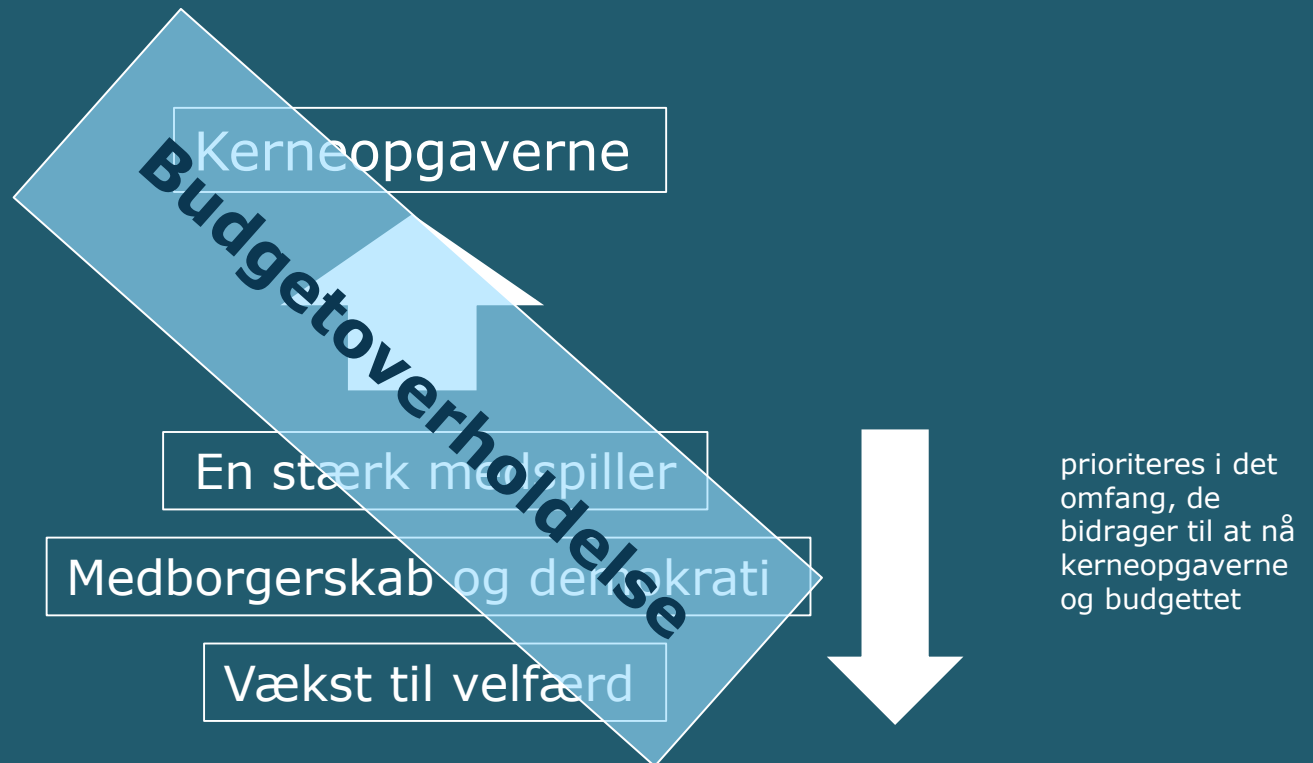 Kerneopgaverne
Budgetoverholdelse
En stærk medspiller
Medborgerskab og demokrati
Vækst til velfærd
prioriteres i det
omfang, de
bidrager til at nå
kerneopgaverne
og budgettet